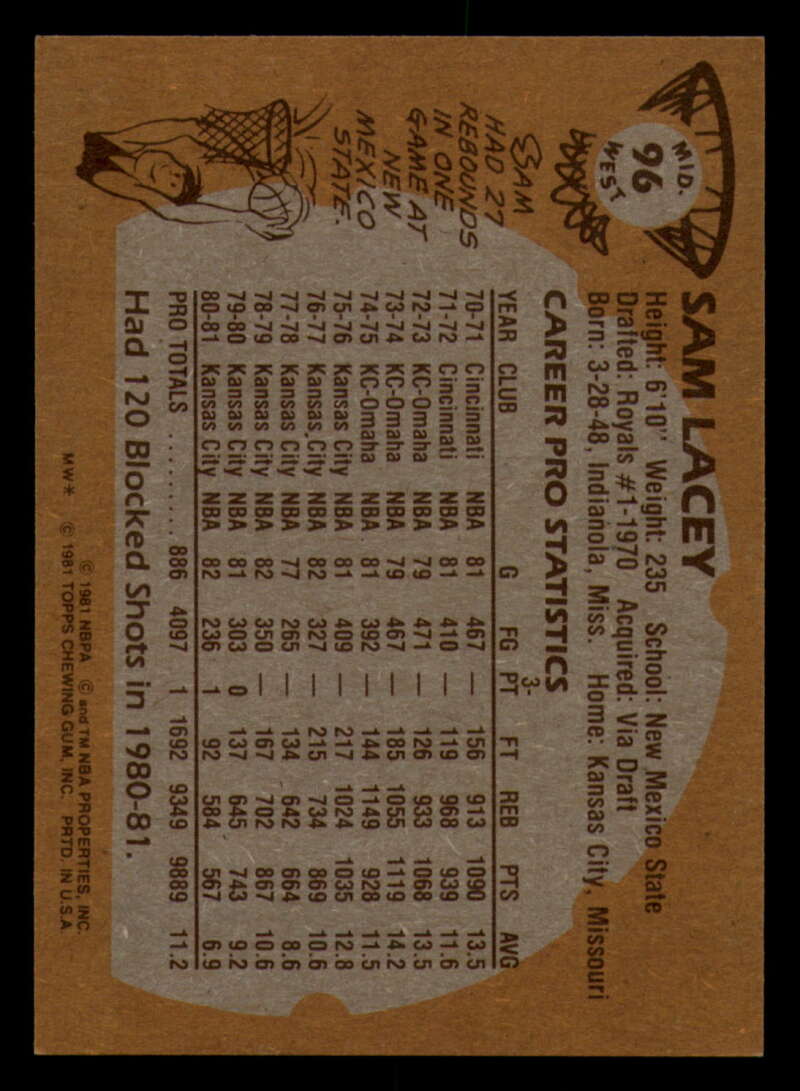 MID.
96
WEST
SAM LACEY
Height: 6'10" Weight: 235 School: New Mexico State
Drafted: Royals #1-1970 Acquired: Via Draft
Born: 3-28-48, Indianola, Miss. Home: Kansas City, Missouri
CAREER PRO STATISTICS
YEAR CLUB G FG 3-PT FT REB PTS AVG
70-71 Cincinnati NBA 81 467 — 156 913 1090 13.5
71-72 Cincinnati NBA 81 410 — 119 968 939 11.6
72-73 KC-Omaha NBA 79 471 — 126 933 1068 13.5
73-74 KC-Omaha NBA 79 467 — 185 1055 1119 14.2
74-75 KC-Omaha NBA 81 392 — 144 1149 928 11.5
75-76 Kansas City NBA 81 409 — 217 1024 1035 12.8
76-77 Kansas City NBA 82 327 — 215 734 869 10.6
77-78 Kansas City NBA 77 265 — 134 642 664 8.6
78-79 Kansas City NBA 82 350 — 167 702 867 10.6
79-80 Kansas City NBA 81 303 0 137 645 743 9.2
80-81 Kansas City NBA 82 236 1 92 584 567 6.9
PRO TOTALS .......... 886 4097 1 1692 9349 9889 11.2
Had 120 Blocked Shots in 1980-81.
SAM
HAD 27
REBOUNDS
IN ONE
GAME AT
NEW
MEXICO
STATE.
© 1981 NBPA © and TM NBA PROPERTIES, INC.
MW* © 1981 TOPPS CHEWING GUM, INC. PRTD. IN U.S.A